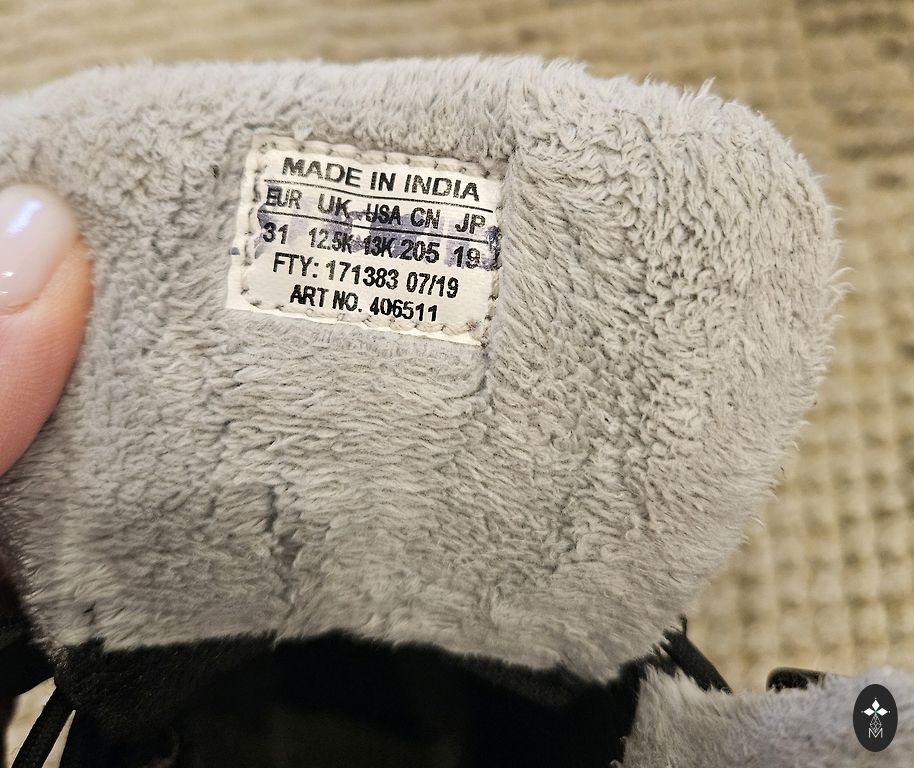 MADE IN INDIA
EUR UK USA CN JP
31 12.5K 13K 205 19
FTY: 171383 07/19
ART NO. 406511
M